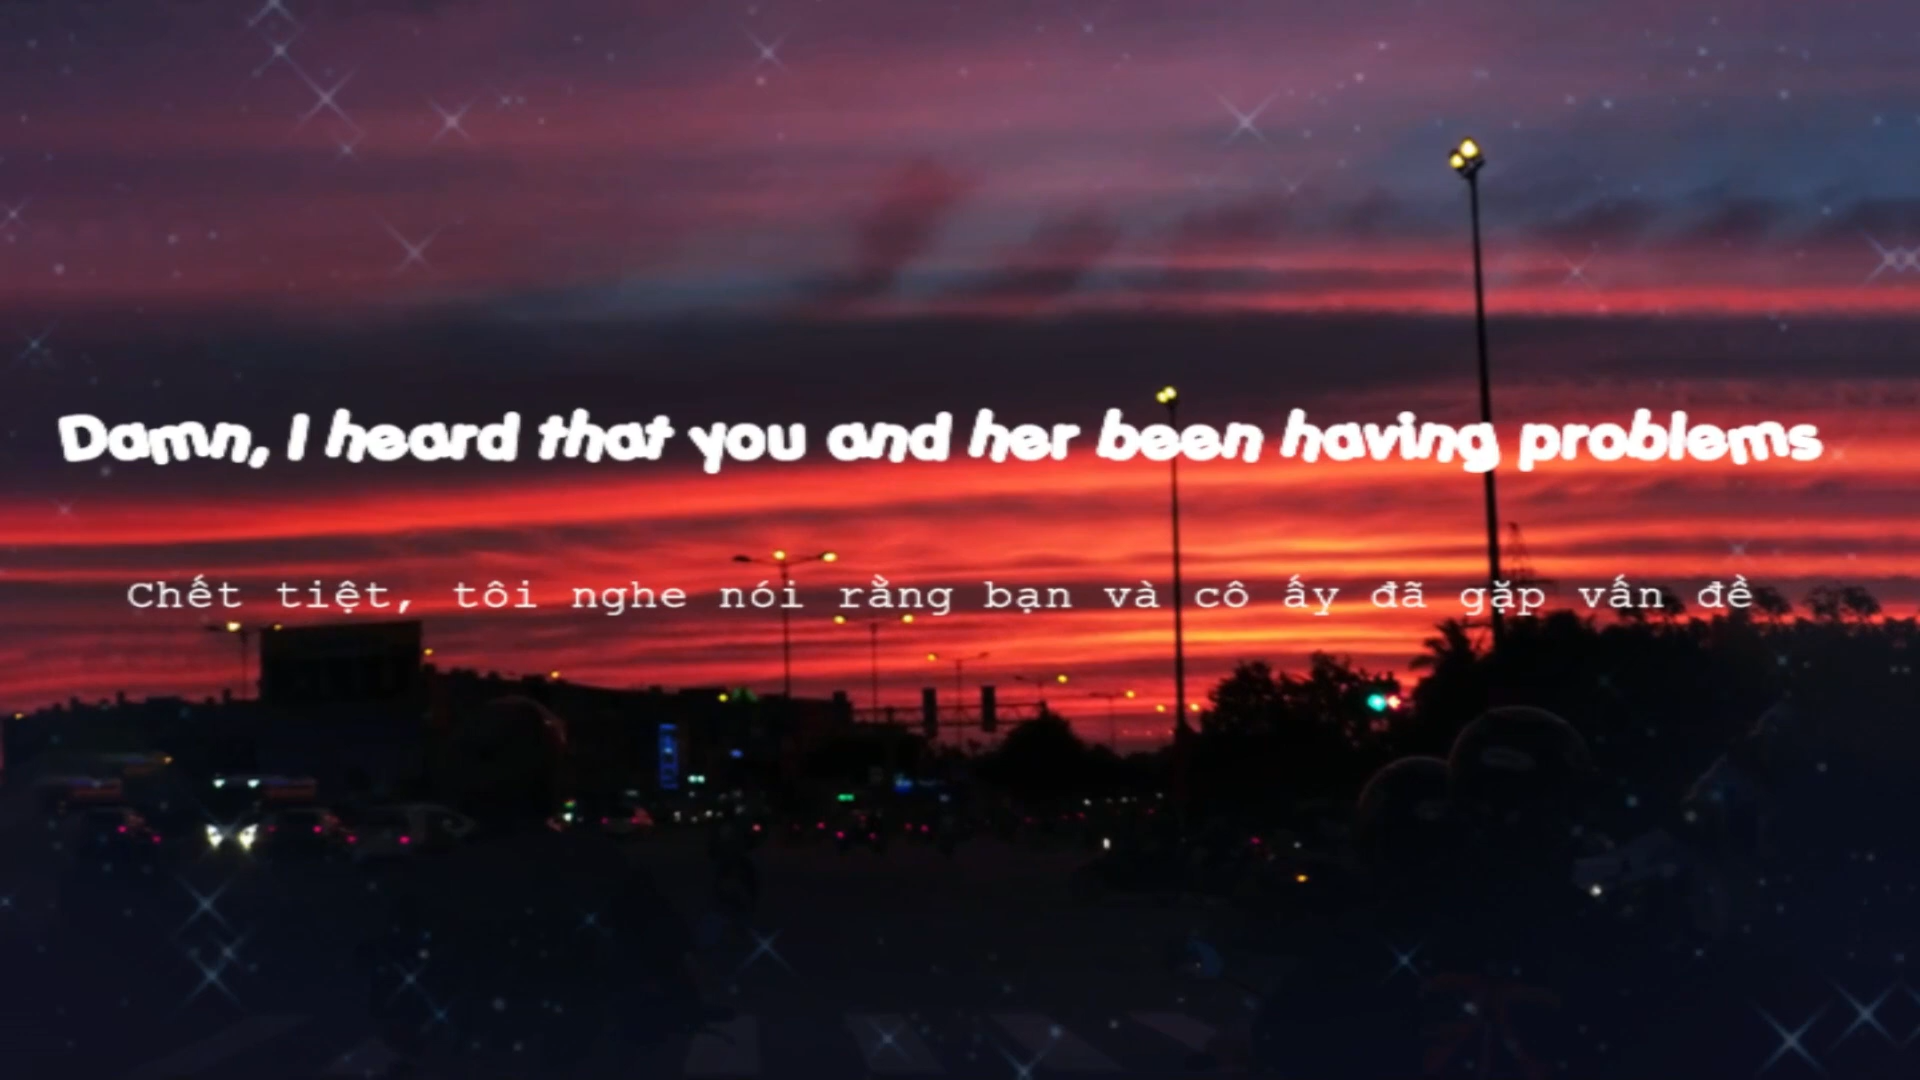 Damn, I heard that you and her been having problems
Chết tiệt, tôi nghe nói rằng bạn và cô ấy đã gặp vấn đề